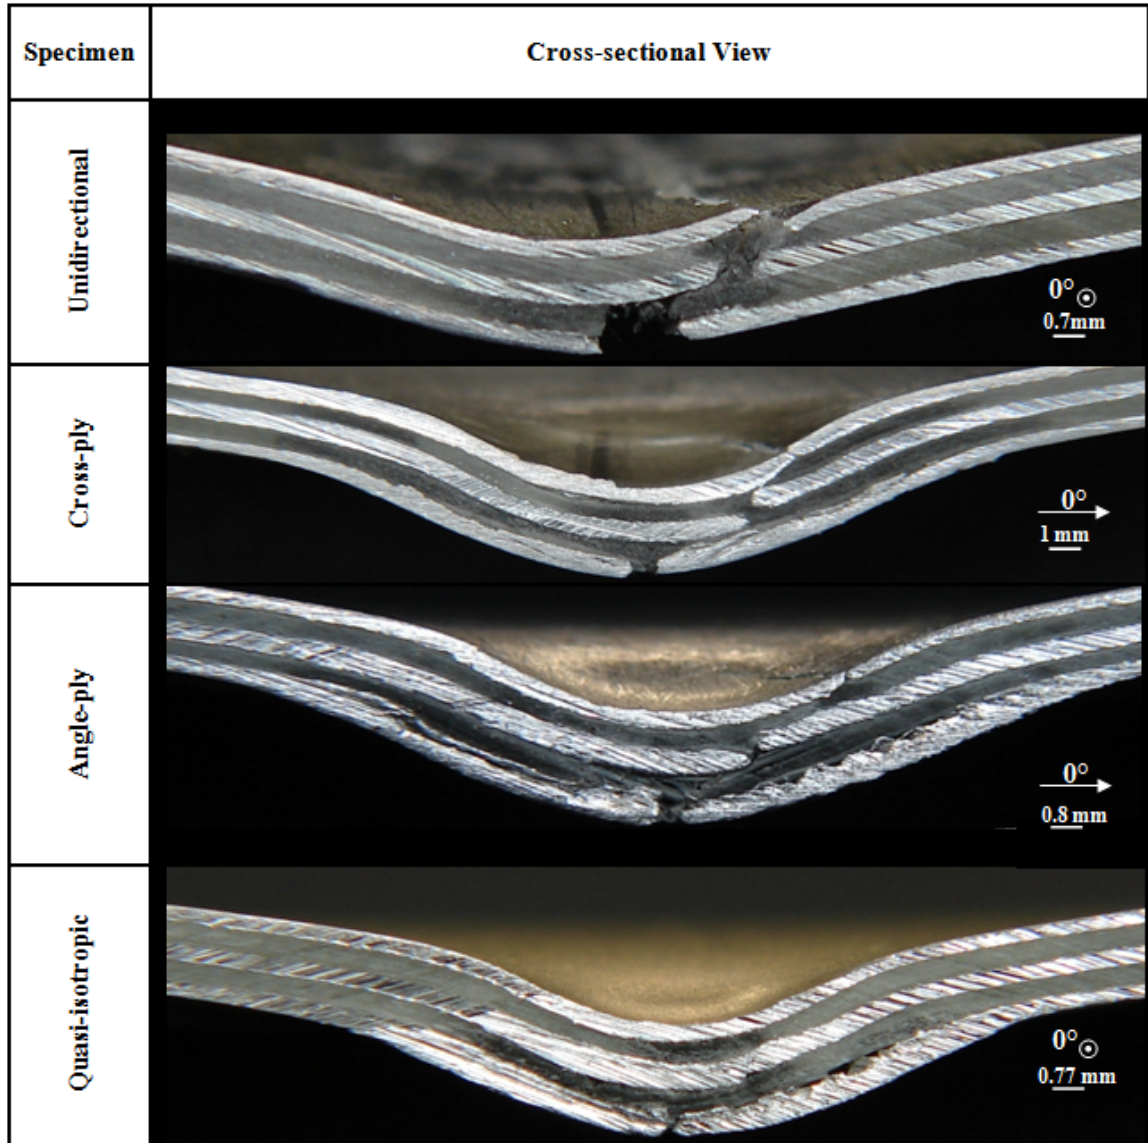 Specimen
Cross-sectional View
Unidirectional
0°
0.7mm
Cross-ply
0°
1 mm
Angle-ply
0°
0.8 mm
Quasi-isotropic
0°
0.77 mm